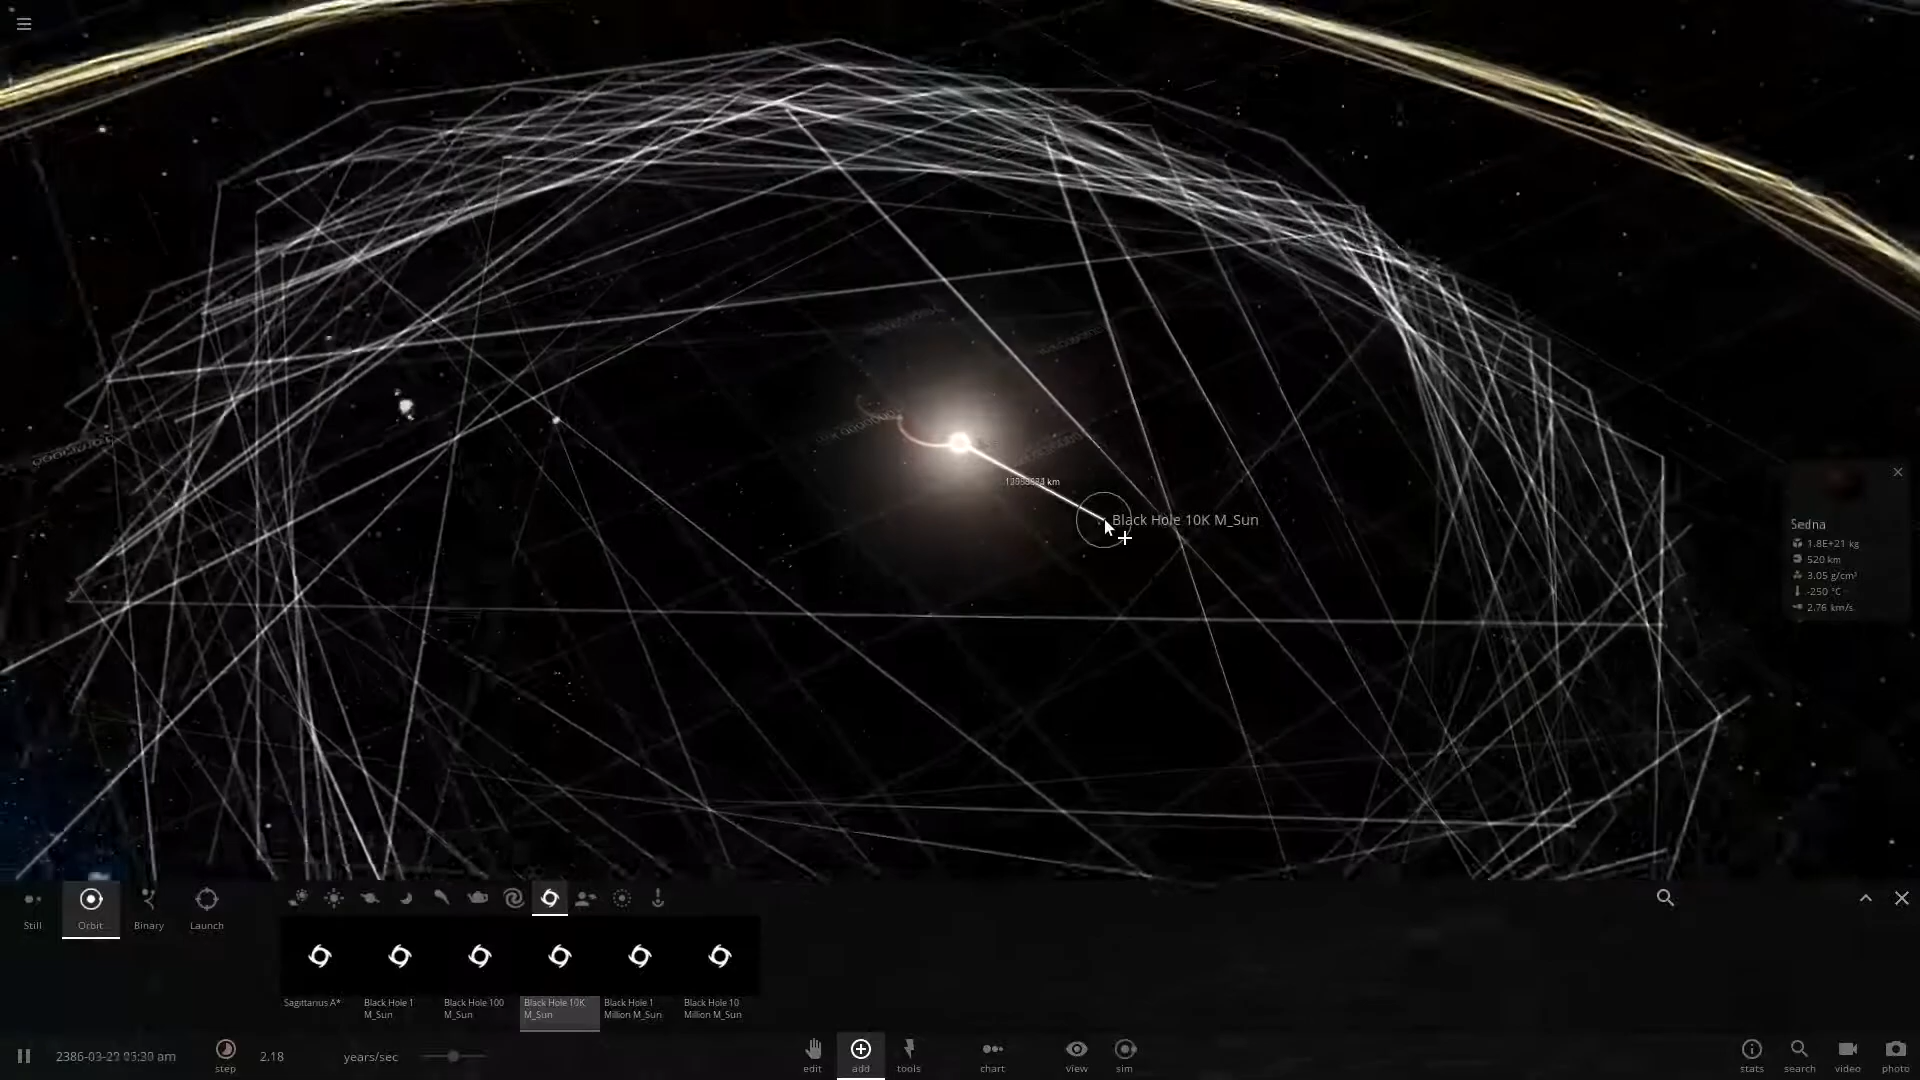 Black Hole 10K M_Sun
Sedna
1.8E+21 kg
520 km
3.05 g/cm³
-250 °C
2.76 km/s
Still
Orbit
Binary
Launch
Sagittarius A*
Black Hole 1
M_Sun
Black Hole 100
M_Sun
Black Hole 10K
M_Sun
Black Hole 1
Million M_Sun
Black Hole 10
Million M_Sun
am
step
2.18
years/sec
edit
add
tools
chart
view
sim
stats
search
video
photo